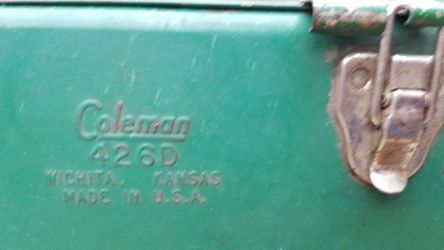 Coleman
426D
WICHITA, KANSAS
MADE IN U.S.A.